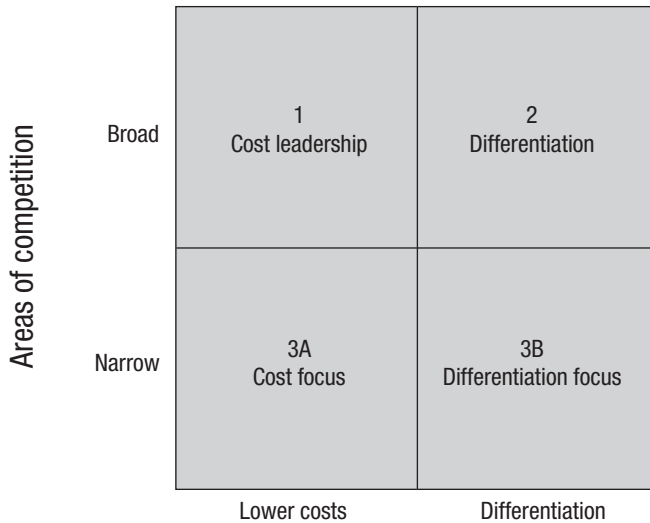 Areas of competition
Broad
1
Cost leadership
2
Differentiation
Narrow
3A
Cost focus
3B
Differentiation focus
Lower costs
Differentiation